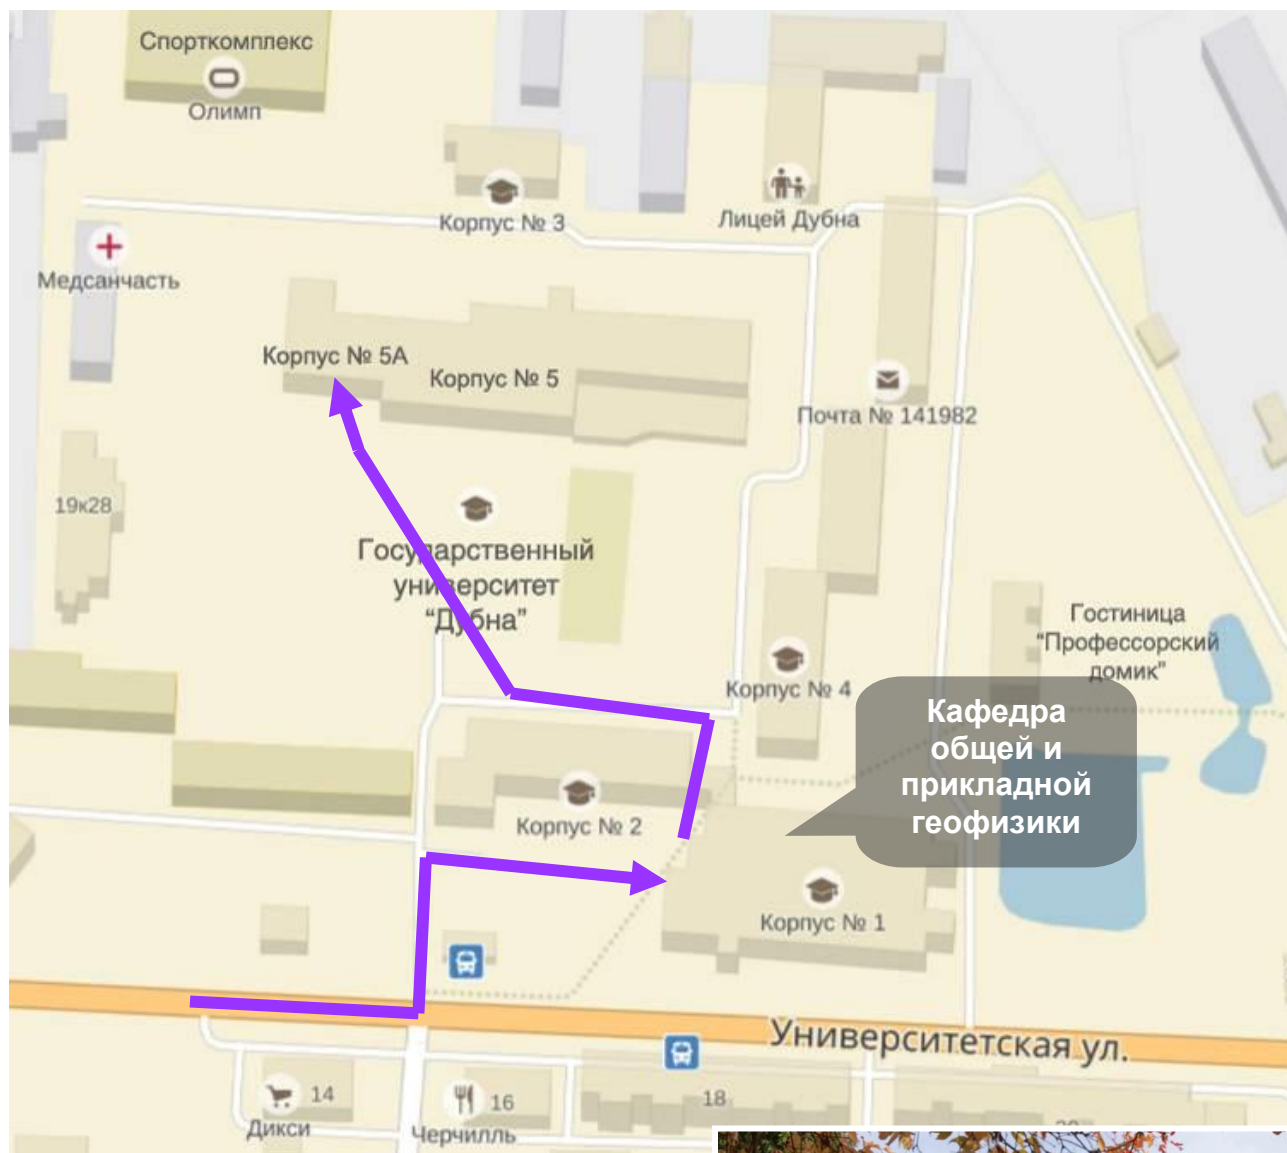 Спорткомплекс
Олимп
Корпус № 3
Лицей Дубна
Медсанчасть
Корпус № 5А
Корпус № 5
Почта № 141982
19к28
Государственный
университет
“Дубна”
Гостиница
“Профессорский
домик”
Корпус № 4
Кафедра
общей и
прикладной
геофизики
Корпус № 2
Корпус № 1
Университетская ул.
14
Дикси
16
Черчилль
18